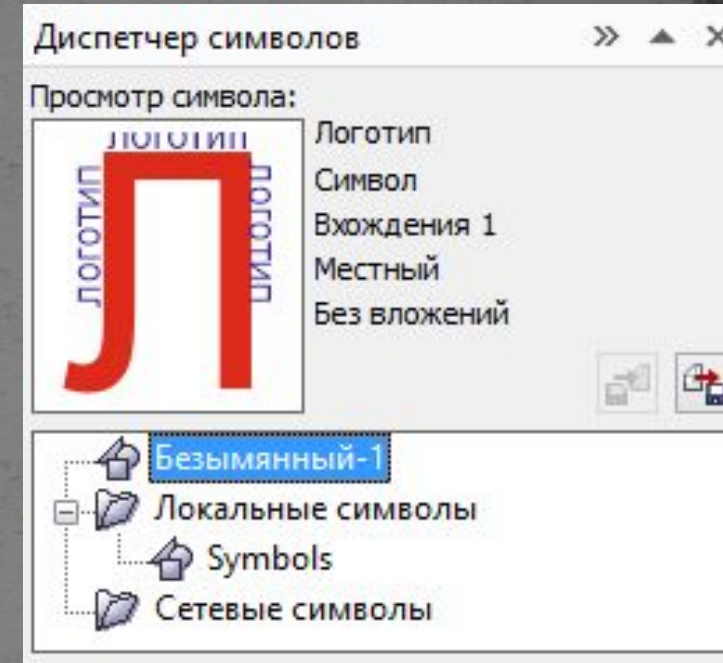 Диспетчер символов
Просмотр символа:
ЛОГОТИП
ЛОГОТИП
ЛОГОТИП
Л
Логотип
Символ
Вхождения 1
Местный
Без вложений
Безымянный-1
Локальные символы
Symbols
Сетевые символы